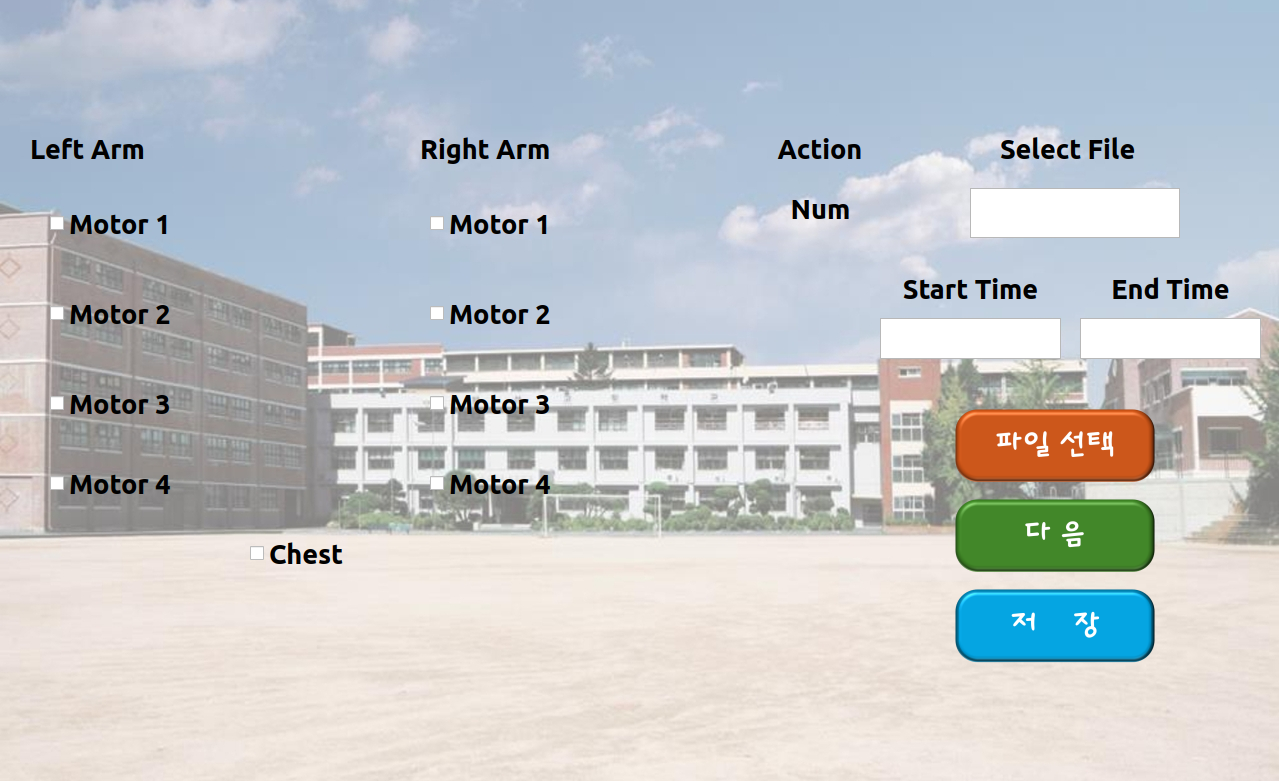 Left Arm
Right Arm
Action
Select File
Motor 1
Motor 1
Num
Start Time
End Time
Motor 2
Motor 2
Motor 3
Motor 3
파일 선택
Motor 4
Motor 4
다 음
Chest
저 장